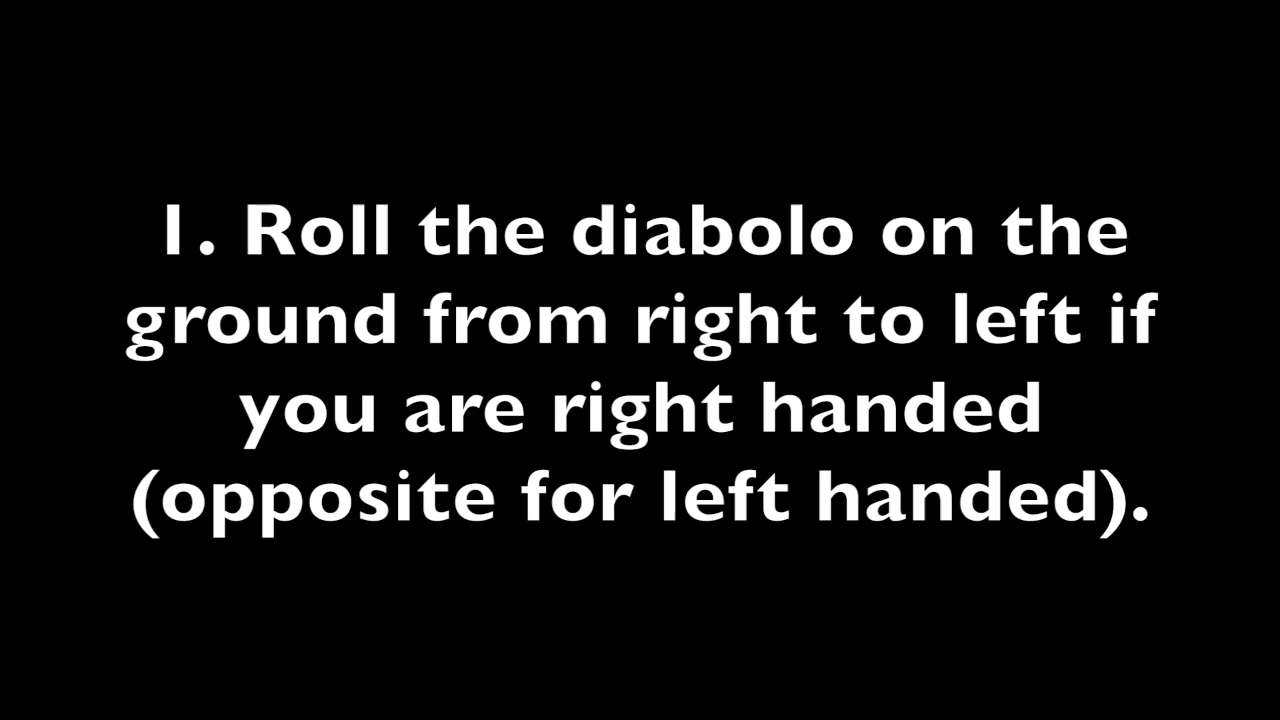 1. Roll the diabolo on the
ground from right to left if
you are right handed
(opposite for left handed).